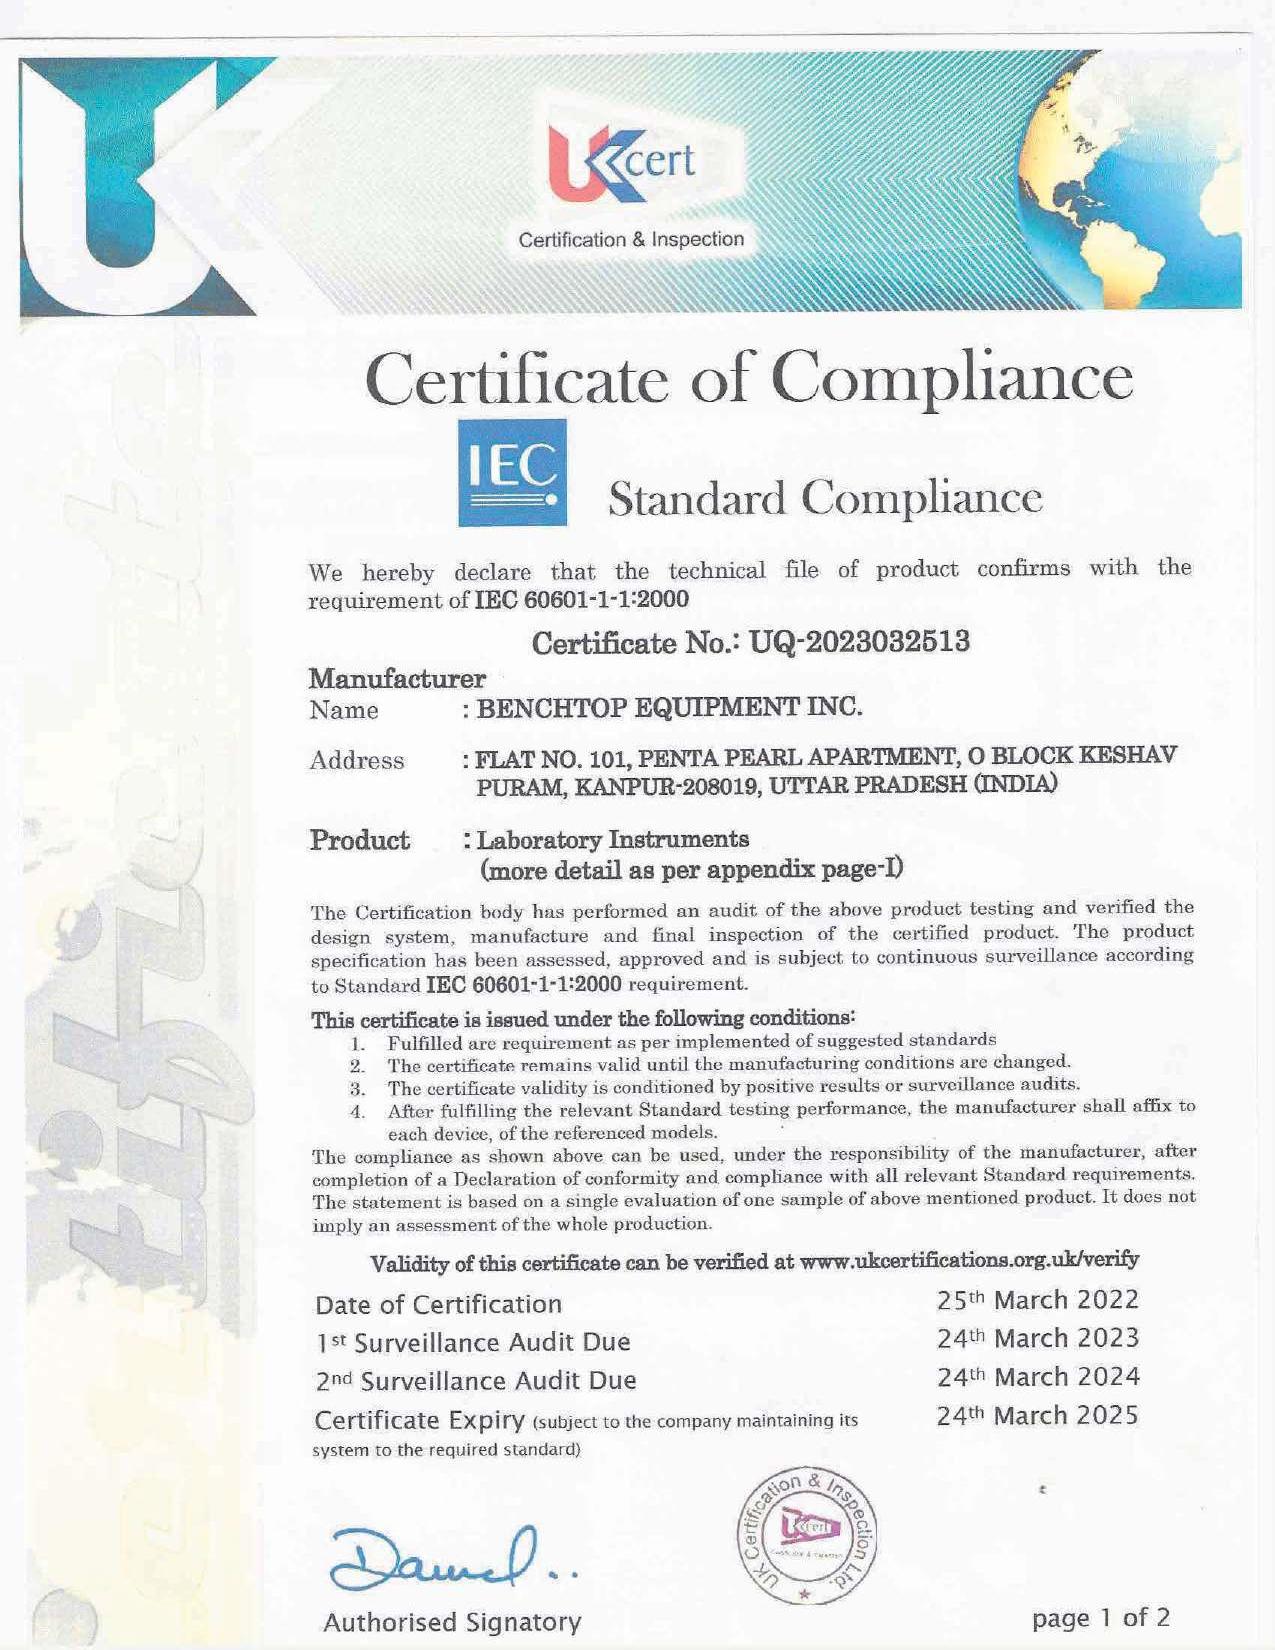 UKcert
Certification & Inspection
Certificate of Compliance
IEC
Standard Compliance
We hereby declare that the technical file of product confirms with the
requirement of IEC 60601-1-1:2000
Certificate No.: UQ-2023032513
Manufacturer
Name : BENCHTOP EQUIPMENT INC.
Address : FLAT NO. 101, PENTA PEARL APARTMENT, O BLOCK KESHAV
PURAM, KANPUR-208019, UTTAR PRADESH (INDIA)
Product : Laboratory Instruments
(more detail as per appendix page-I)
The Certification body has performed an audit of the above product testing and verified the
design system, manufacture and final inspection of the certified product. The product
specification has been assessed, approved and is subject to continuous surveillance according
to Standard IEC 60601-1-1:2000 requirement.
This certificate is issued under the following conditions:
1. Fulfilled are requirement as per implemented of suggested standards
2. The certificate remains valid until the manufacturing conditions are changed.
3. The certificate validity is conditioned by positive results or surveillance audits.
4. After fulfilling the relevant Standard testing performance, the manufacturer shall affix to
each device, of the referenced models.
The compliance as shown above can be used, under the responsibility of the manufacturer, after
completion of a Declaration of conformity and compliance with all relevant Standard requirements.
The statement is based on a single evaluation of one sample of above mentioned product. It does not
imply an assessment of the whole production.
Validity of this certificate can be verified at www.ukcertifications.org.uk/verify
Date of Certification 25th March 2022
1st Surveillance Audit Due 24th March 2023
2nd Surveillance Audit Due 24th March 2024
Certificate Expiry (subject to the company maintaining its 24th March 2025
system to the required standard)
UK Certification & Inspection Ltd.
UKcert
Authorised Signatory
page 1 of 2